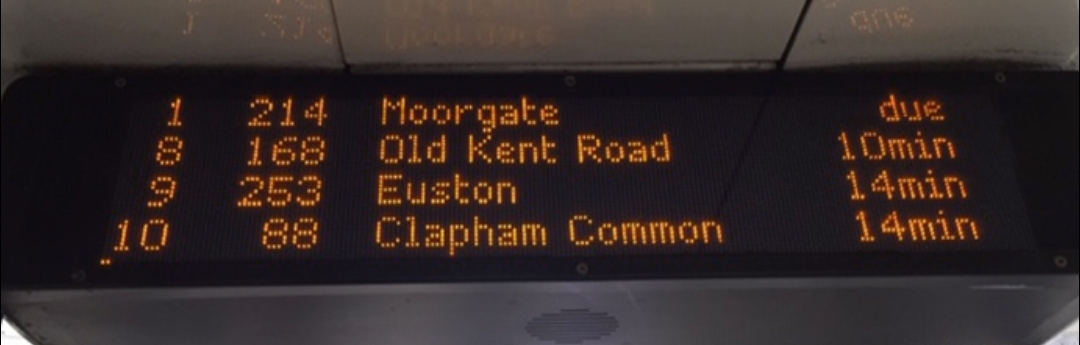 1 214 Moorgate due
8 168 Old Kent Road 10min
9 253 Euston 14min
10 88 Clapham Common 14min